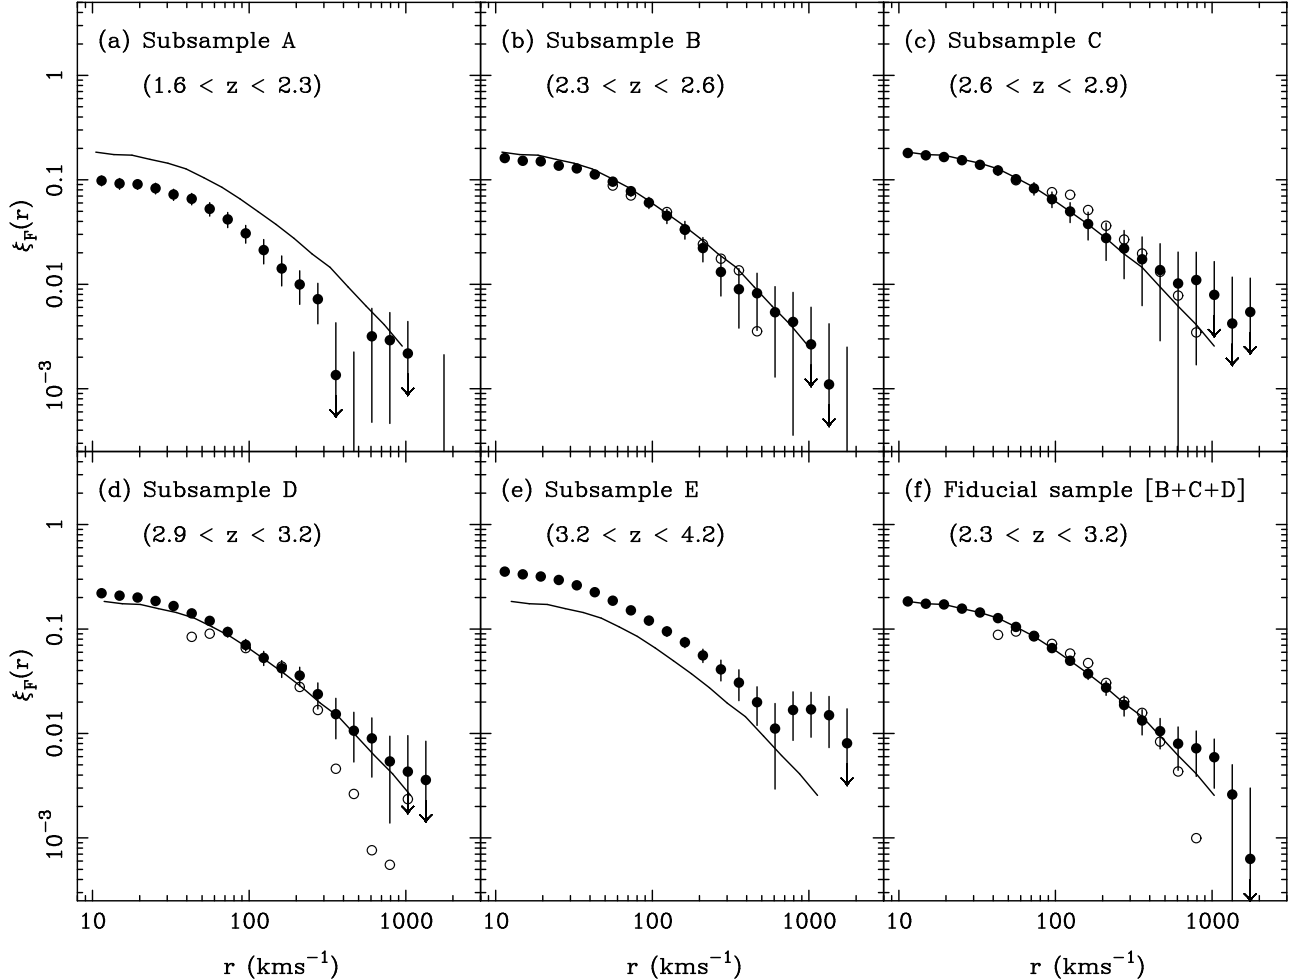 (a) Subsample A
(1.6 < z < 2.3)
(b) Subsample B
(2.3 < z < 2.6)
(c) Subsample C
(2.6 < z < 2.9)
1
0.1
0.01
10⁻³
ξF(r)
(d) Subsample D
(2.9 < z < 3.2)
(e) Subsample E
(3.2 < z < 4.2)
(f) Fiducial sample [B+C+D]
(2.3 < z < 3.2)
1
0.1
0.01
10⁻³
ξF(r)
10 100 1000
10 100 1000
10 100 1000
r (kms⁻¹)
r (kms⁻¹)
r (kms⁻¹)